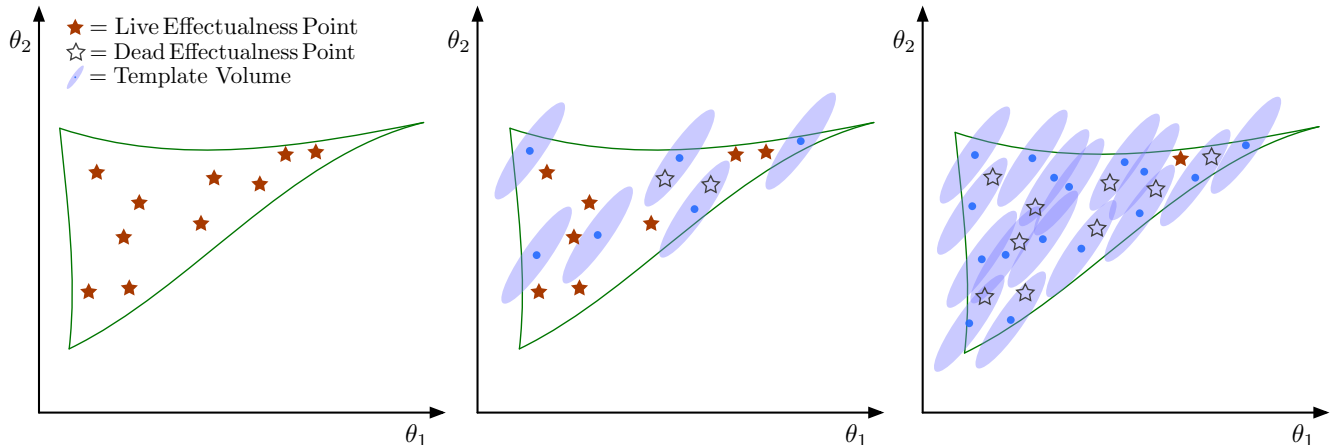 θ2
= Live Effectualness Point
= Dead Effectualness Point
= Template Volume
θ1
θ2
θ1
θ2
θ1